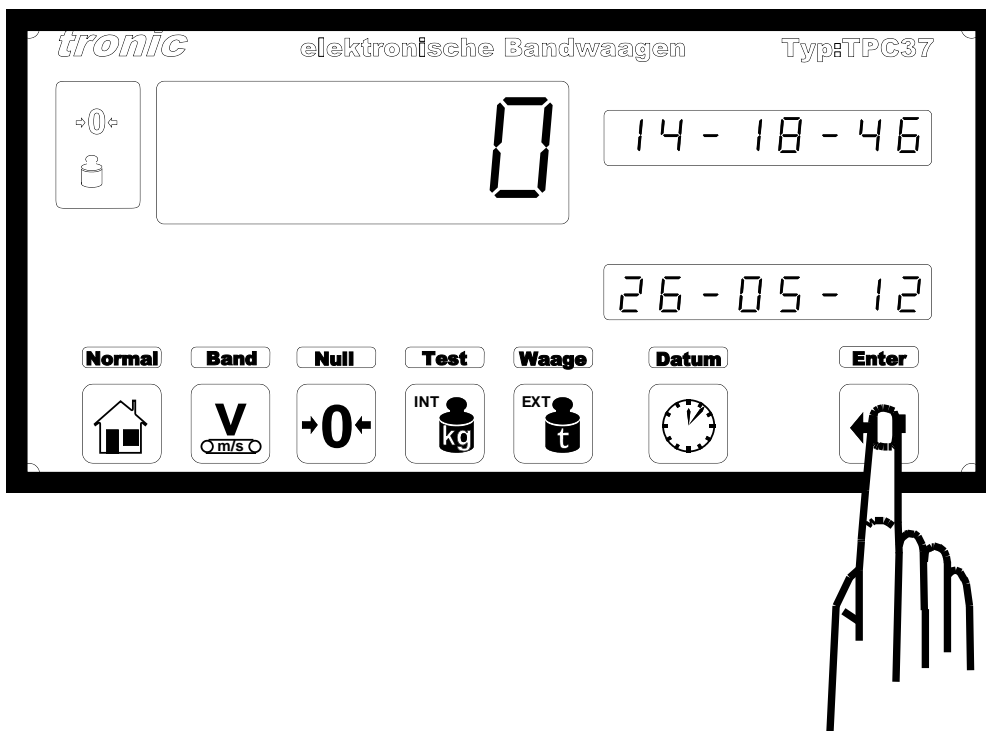 tronic elektronische Bandwaagen Typ:TPC37
→0←
0
14-18-46
26-05-12
Normal Band Null Test Waage Datum Enter
V m/s →0← INT kg EXT t